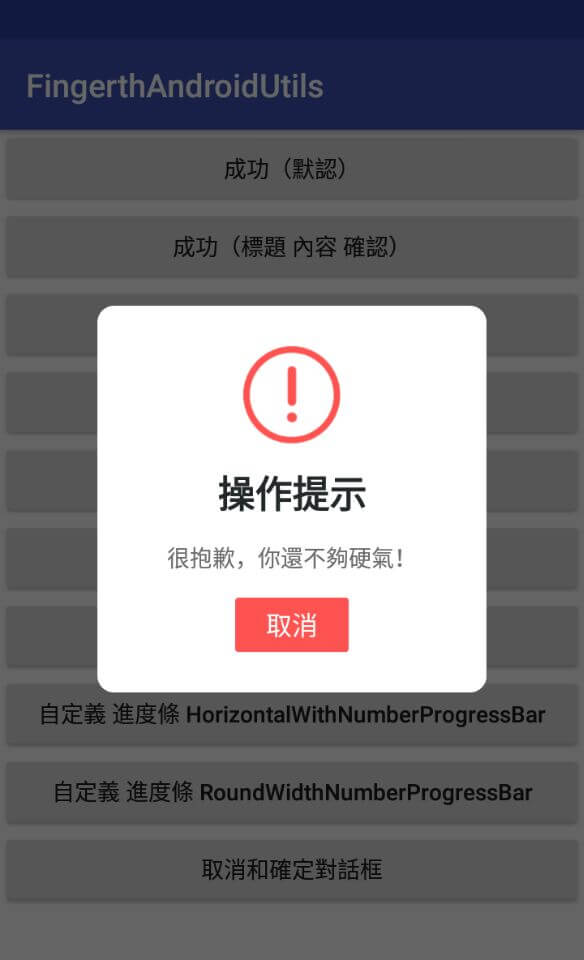 FingerthAndroidUtils
成功（默認）
成功（標題 內容 確認）
操作提示
很抱歉，你還不夠硬氣！
取消
自定義 進度條 HorizontalWithNumberProgressBar
自定義 進度條 RoundWidthNumberProgressBar
取消和確定對話框